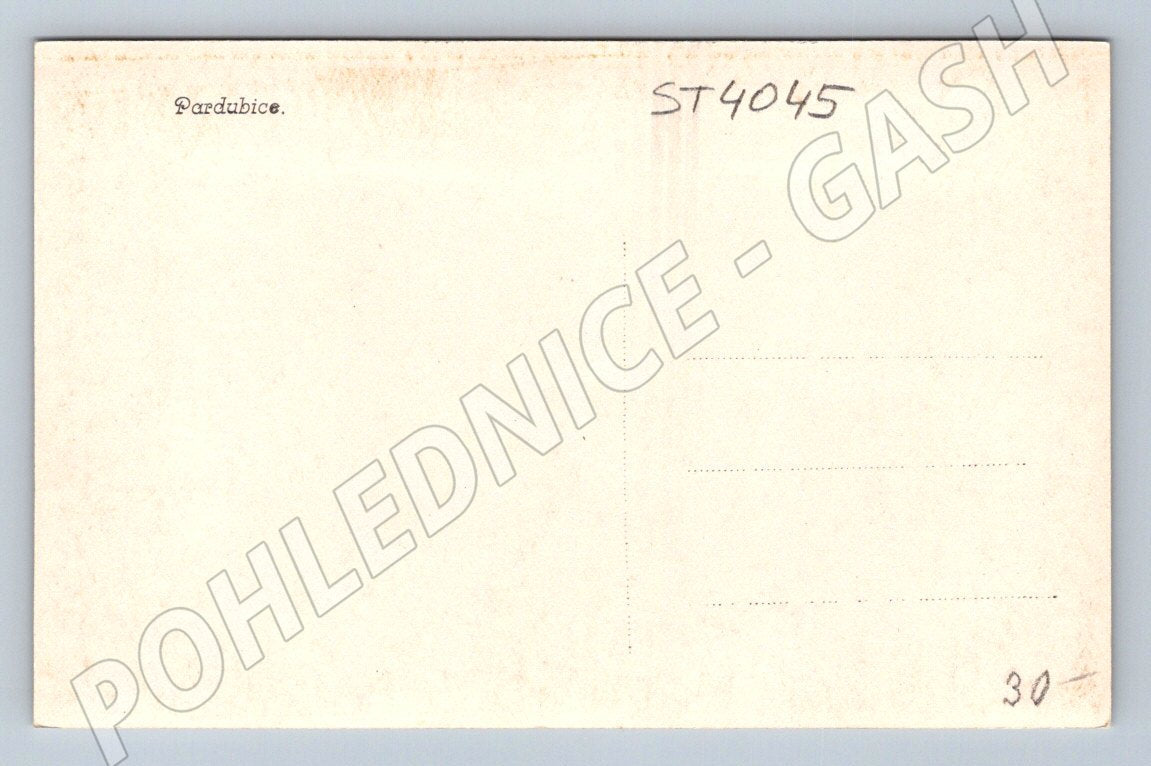 Pardubice.
ST4045
POHLEDNICE - GASH
30 -